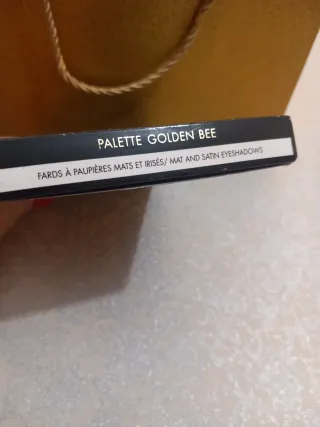 PALETTE GOLDEN BEE
FARDS À PAUPIÈRES MATS ET IRISÉS/ MAT AND SATIN EYESHADOWS